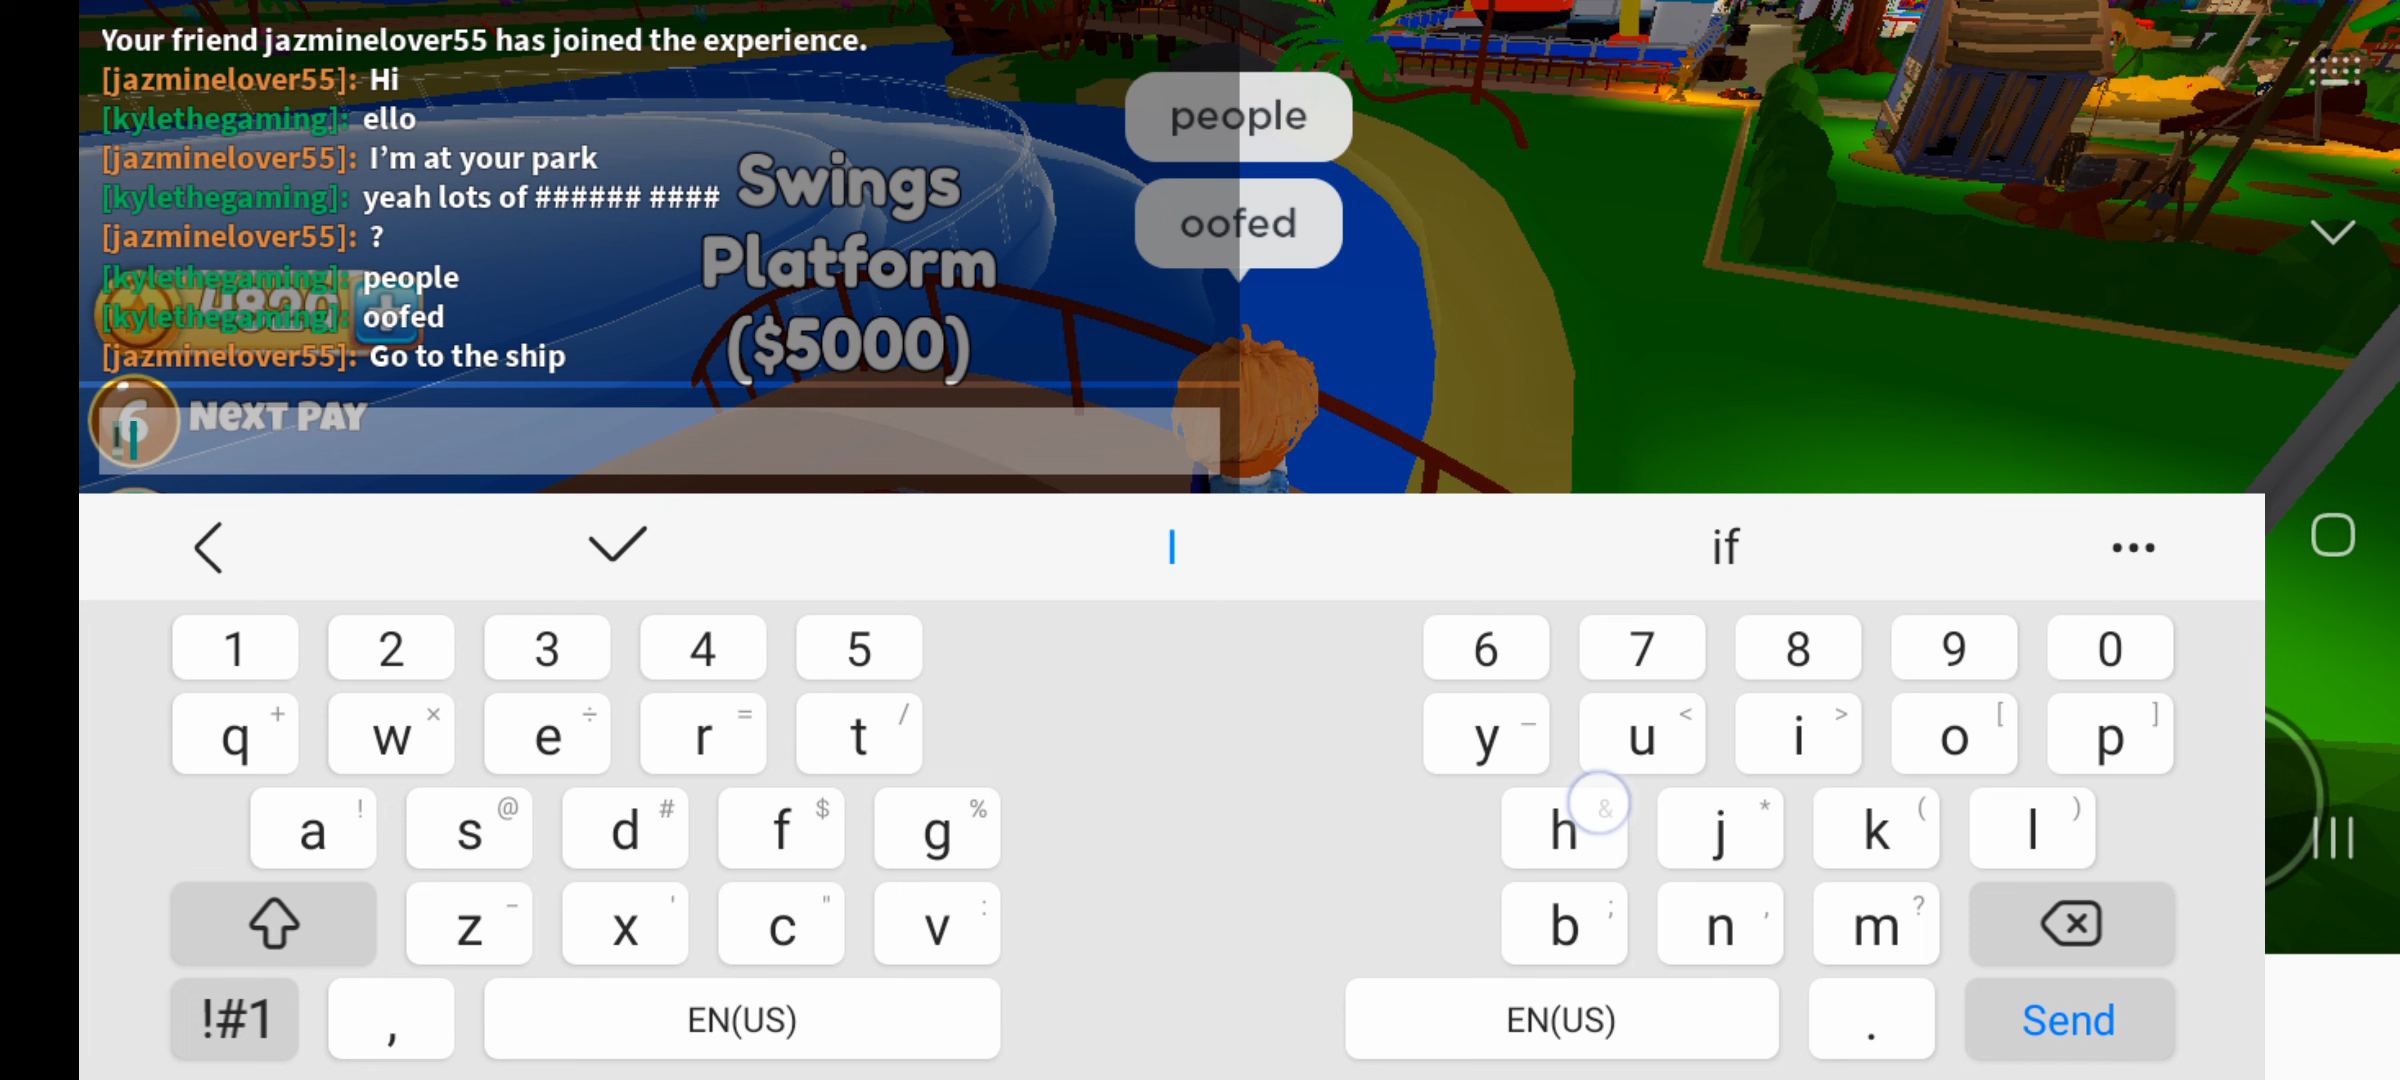 Your friend jazminelover55 has joined the experience.
[jazminelover55]: Hi
[kylethegaming]: ello
[jazminelover55]: I'm at your park
[kylethegaming]: yeah lots of ###### ####
[jazminelover55]: ?
[kylethegaming]: people
[kylethegaming]: oofed
[jazminelover55]: Go to the ship
Swings
Platform
($5000)
people
oofed
6 NEXT PAY
I if •••
1 2 3 4 5 6 7 8 9 0
q + w × e ÷ r = t / y _ u < i > o [ p ]
a ! s @ d # f $ g % h & j * k ( l )
z - x ' c " v : b ; n , m ?
!#1 , EN(US) EN(US) . Send